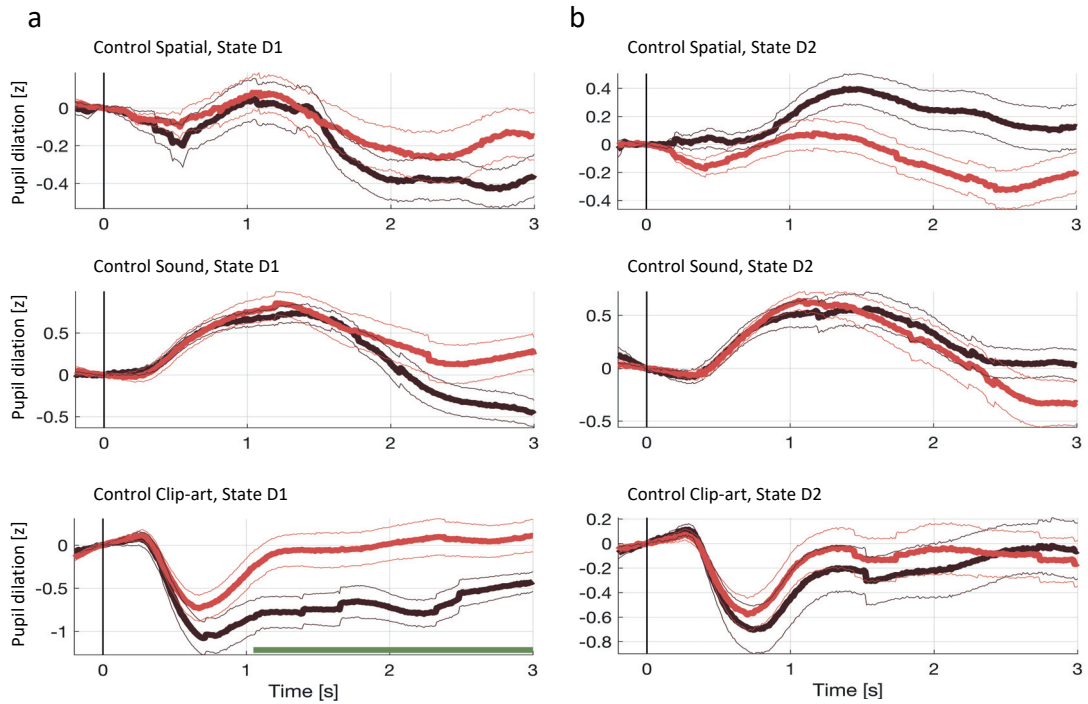 a
Control Spatial, State D1
Pupil dilation [z]
0
-0.2
-0.4
0 1 2 3
Control Sound, State D1
Pupil dilation [z]
0.5
0
-0.5
0 1 2 3
Control Clip-art, State D1
Pupil dilation [z]
0
-0.5
-1
0 1 2 3
Time [s]
b
Control Spatial, State D2
0.4
0.2
0
-0.2
-0.4
0 1 2 3
Control Sound, State D2
0.5
0
-0.5
0 1 2 3
Control Clip-art, State D2
0.2
0
-0.2
-0.4
-0.6
-0.8
0 1 2 3
Time [s]